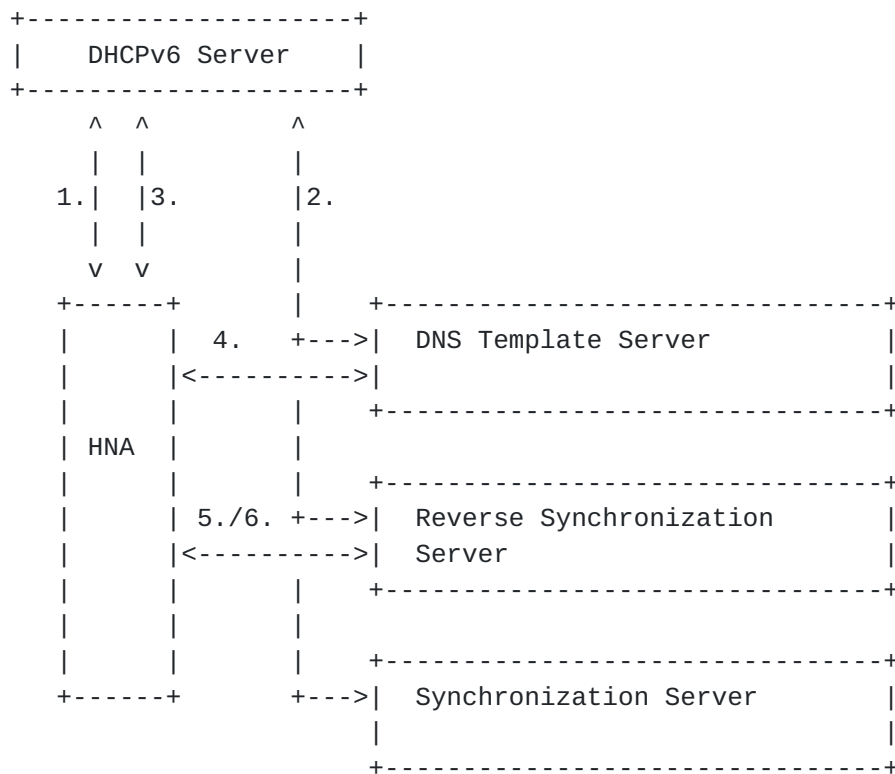 +---------------------+
|    DHCPv6 Server    |
+---------------------+
     ^  ^         ^
     |  |         |
   1.|  |3.       |2.
     |  |         |
     v  v         |
   +------+       |    +--------------------------------+
   |      |  4.   +--->|  DNS Template Server           |
   |      |<---------->|                                |
   |      |       |    +--------------------------------+
   | HNA  |       |
   |      |       |    +--------------------------------+
   |      | 5./6. +--->|  Reverse Synchronization       |
   |      |<---------->|  Server                        |
   |      |       |    +--------------------------------+
   |      |       |
   |      |       |    +--------------------------------+
   +------+       +--->|  Synchronization Server        |
                       |                                |
                       +--------------------------------+